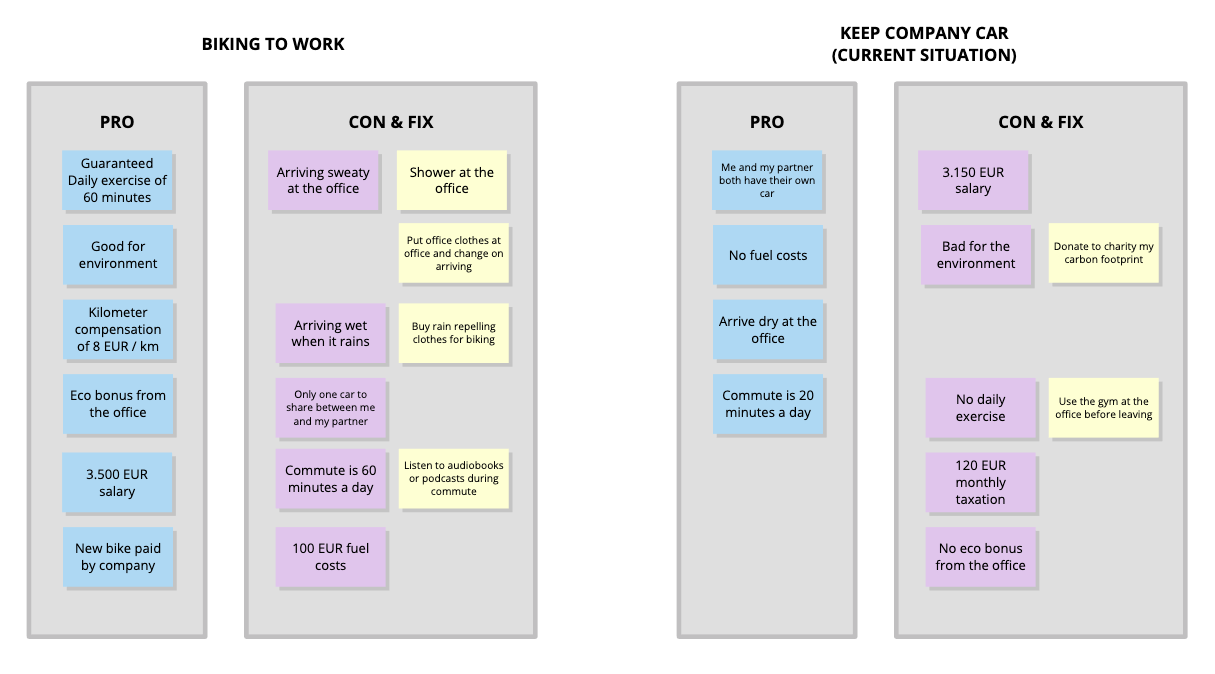 BIKING TO WORK
PRO
Guaranteed
Daily exercise of
60 minutes
Good for
environment
Kilometer
compensation
of 8 EUR / km
Eco bonus from
the office
3.500 EUR
salary
New bike paid
by company
CON & FIX
Arriving sweaty
at the office
Shower at the
office
Put office clothes at
office and change on
arriving
Arriving wet
when it rains
Buy rain repelling
clothes for biking
Only one car to
share between me
and my partner
Commute is 60
minutes a day
Listen to audiobooks
or podcasts during
commute
100 EUR fuel
costs
KEEP COMPANY CAR
(CURRENT SITUATION)
PRO
Me and my partner
both have their own
car
No fuel costs
Arrive dry at the
office
Commute is 20
minutes a day
CON & FIX
3.150 EUR
salary
Bad for the
environment
Donate to charity my
carbon footprint
No daily
exercise
Use the gym at the
office before leaving
120 EUR
monthly
taxation
No eco bonus
from the office